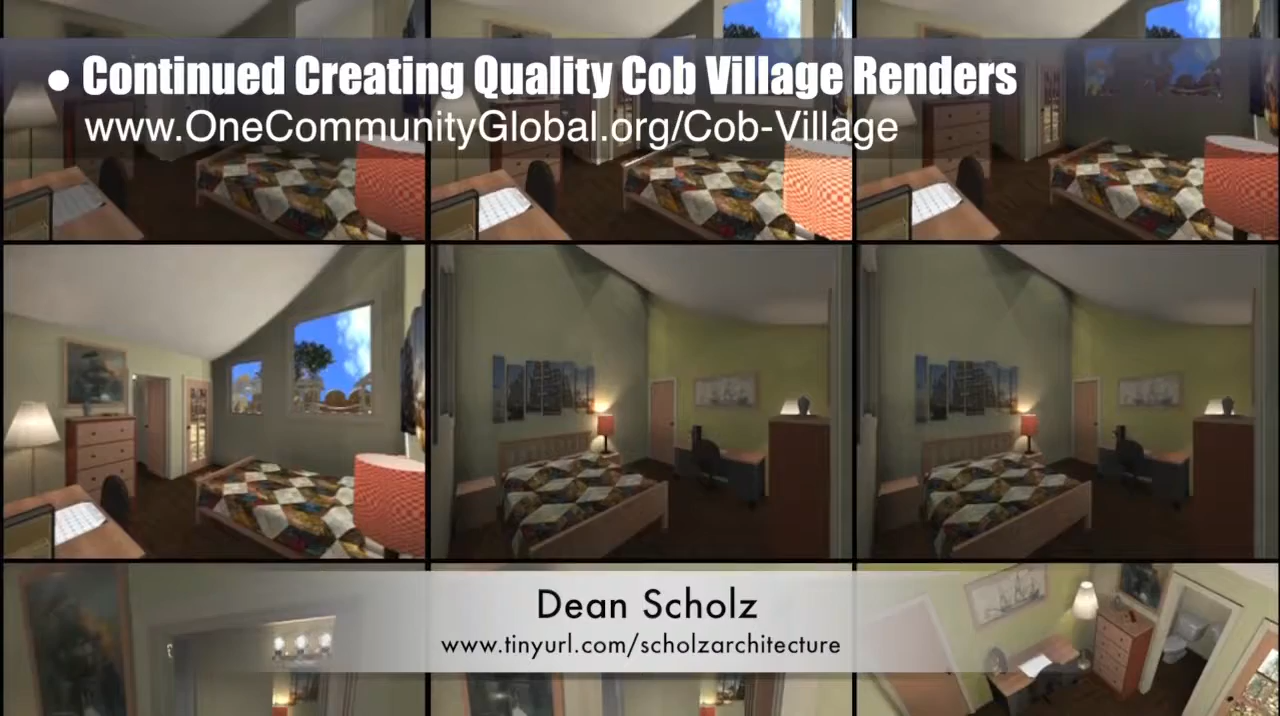 • Continued Creating Quality Cob Village Renders
www.OneCommunityGlobal.org/Cob-Village
Dean Scholz
www.tinyurl.com/scholzarchitecture